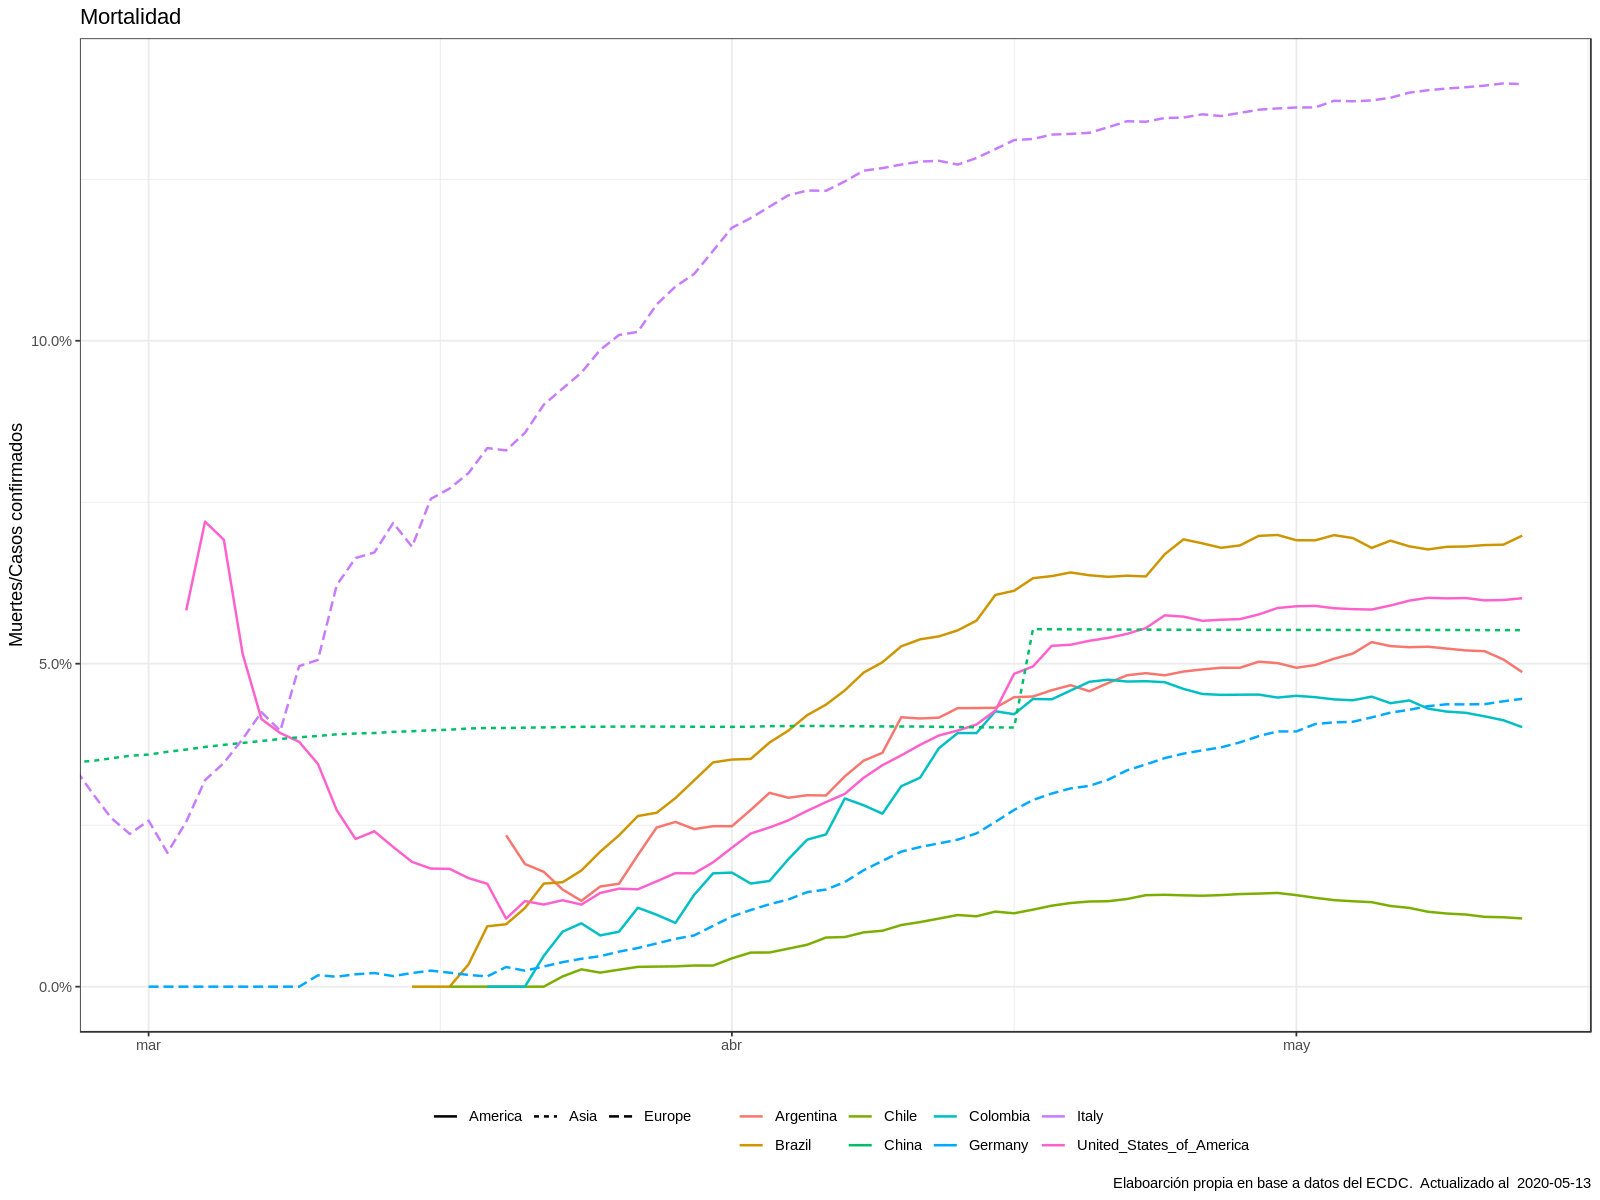 Mortalidad
Muertes/Casos confirmados
10.0%
5.0%
0.0%
mar abr may
America Asia Europe Argentina Chile Colombia Italy
Brazil China Germany United_States_of_America
Elaboarción propia en base a datos del ECDC.  Actualizado al  2020-05-13